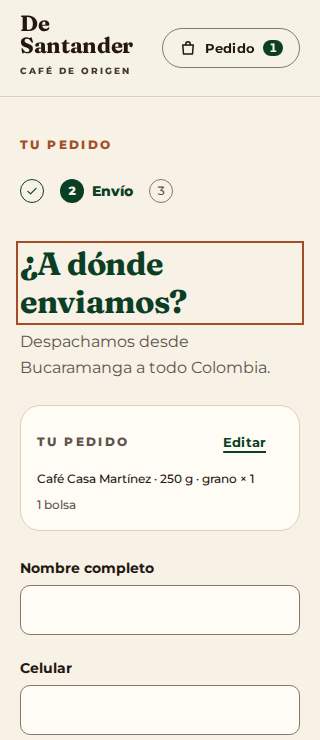 De
Santander
CAFÉ DE ORIGEN
Pedido 1
TU PEDIDO
2 Envío 3
¿A dónde
enviamos?
Despachamos desde
Bucaramanga a todo Colombia.
TU PEDIDO Editar
Café Casa Martínez · 250 g · grano × 1
1 bolsa
Nombre completo
Celular